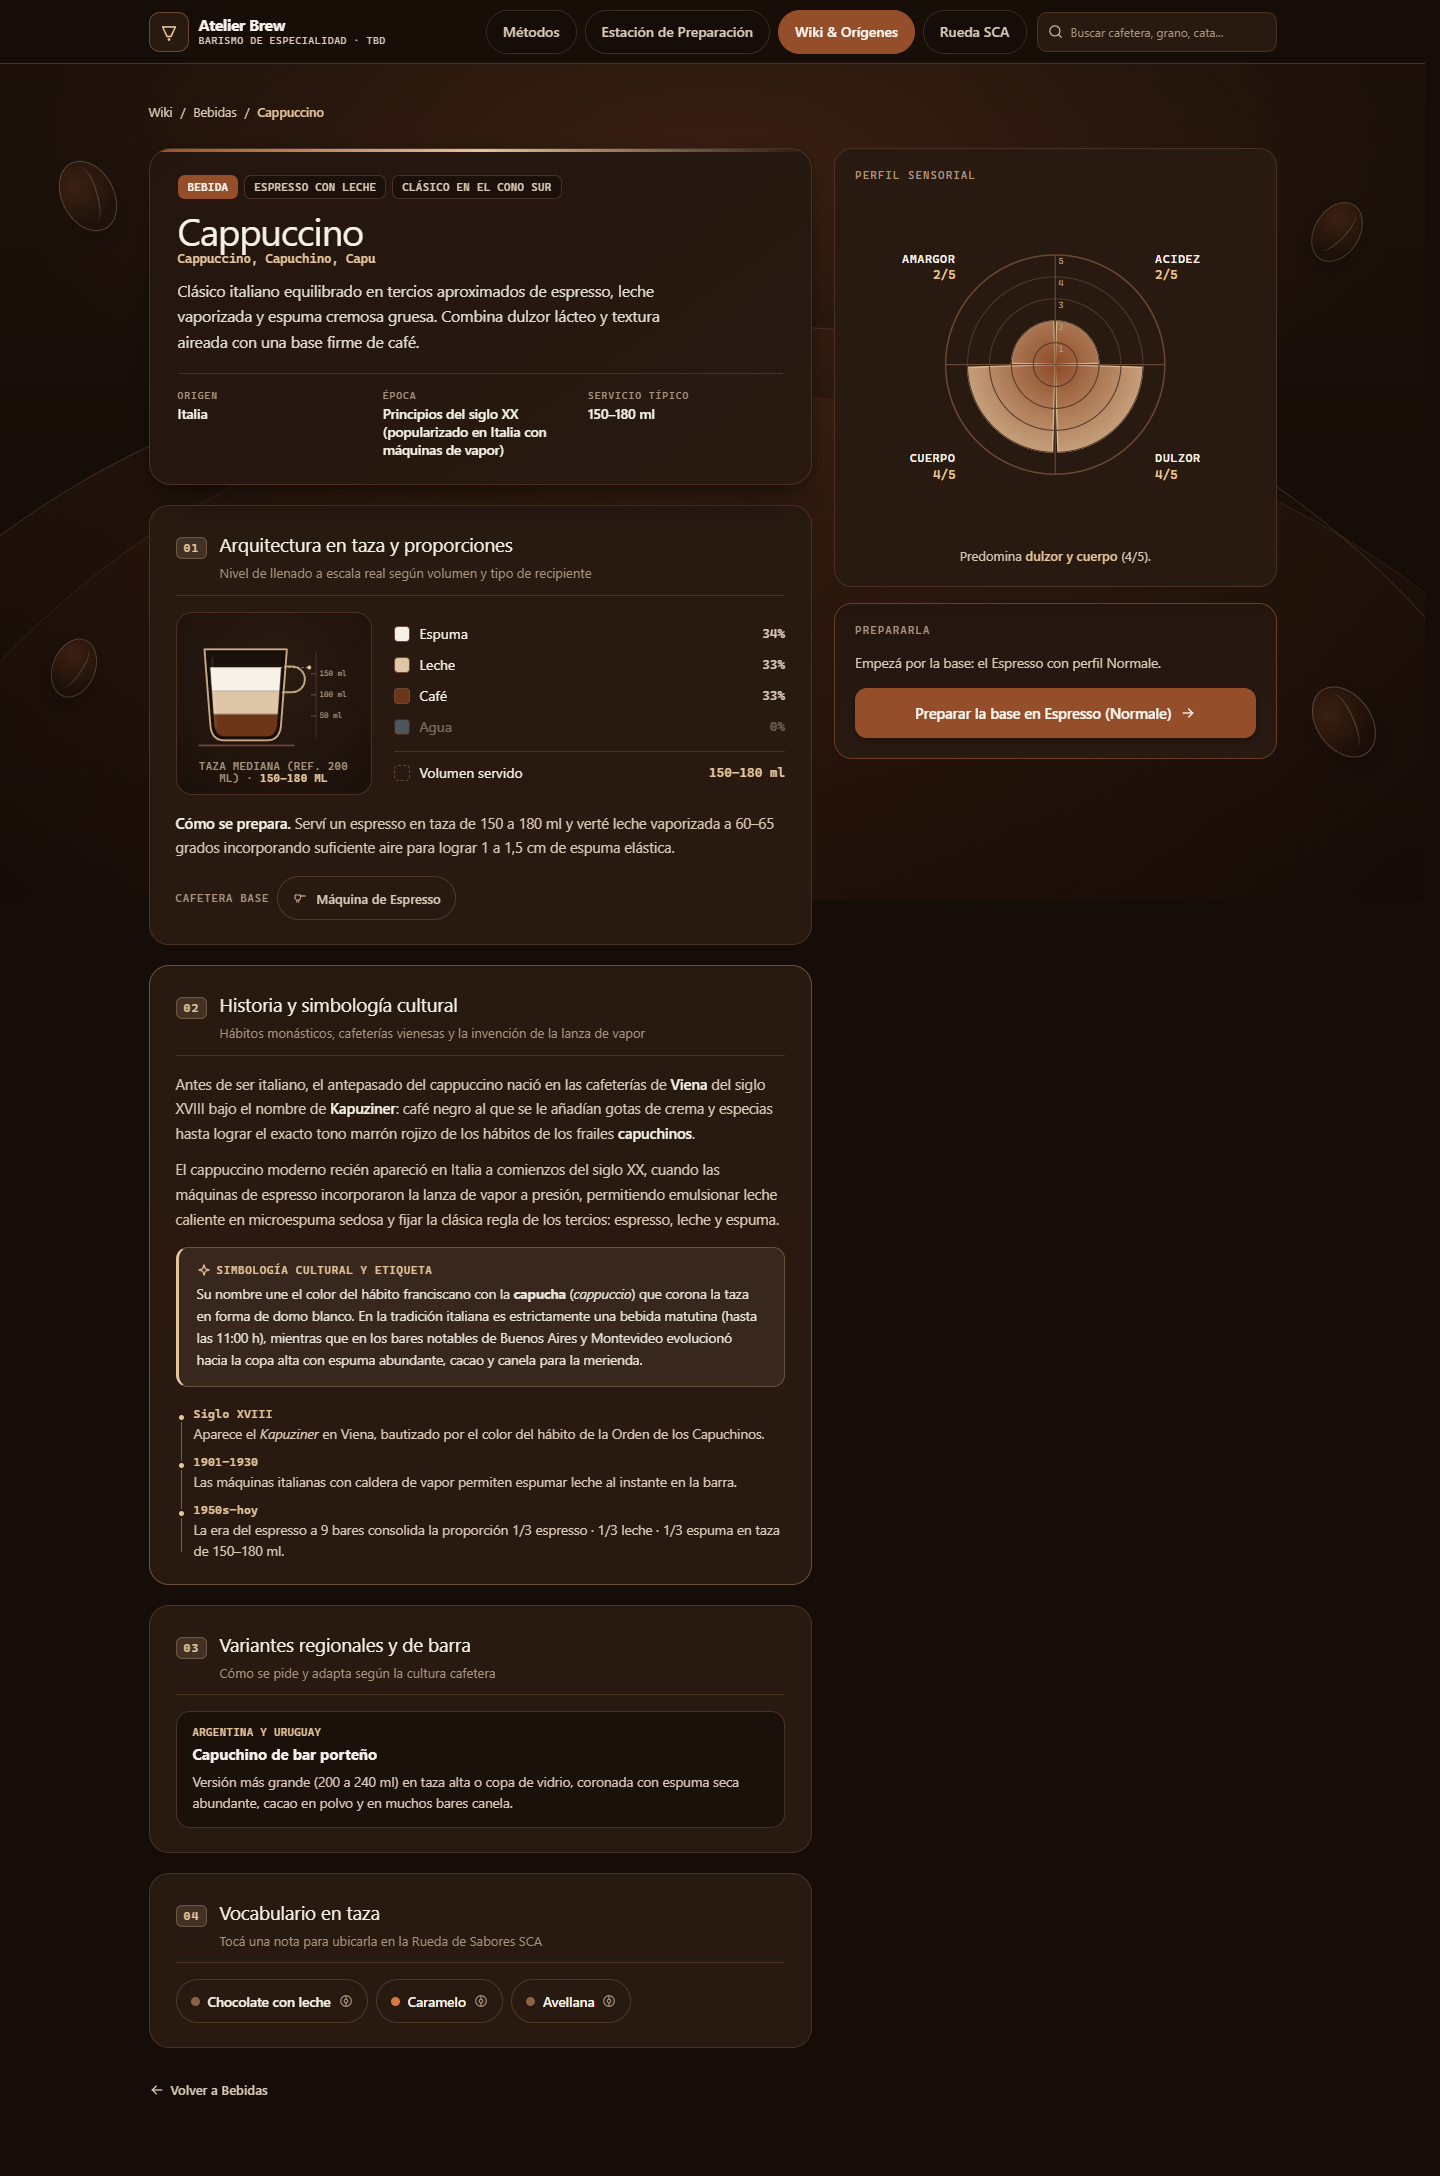 Atelier Brew
BARISMO DE ESPECIALIDAD · TBD
Métodos
Estación de Preparación
Wiki & Orígenes
Rueda SCA
Buscar cafetera, grano, cata...
Wiki / Bebidas / Cappuccino
BEBIDA
ESPRESSO CON LECHE
CLÁSICO EN EL CONO SUR
Cappuccino
Cappuccino, Capuchino, Capu
Clásico italiano equilibrado en tercios aproximados de espresso, leche
vaporizada y espuma cremosa gruesa. Combina dulzor lácteo y textura
aireada con una base firme de café.
ORIGEN
Italia
ÉPOCA
Principios del siglo XX
(popularizado en Italia con
máquinas de vapor)
SERVICIO TÍPICO
150–180 ml
PERFIL SENSORIAL
AMARGOR
2/5
ACIDEZ
2/5
5
4
3
2
1
CUERPO
4/5
DULZOR
4/5
Predomina dulzor y cuerpo (4/5).
PREPARARLA
Empezá por la base: el Espresso con perfil Normale.
Preparar la base en Espresso (Normale)
01
Arquitectura en taza y proporciones
Nivel de llenado a escala real según volumen y tipo de recipiente
150 ml
100 ml
50 ml
TAZA MEDIANA (REF. 200
ML) · 150–180 ML
Espuma 34%
Leche 33%
Café 33%
Agua 0%
Volumen servido 150–180 ml
Cómo se prepara. Serví un espresso en taza de 150 a 180 ml y verté leche vaporizada a 60–65
grados incorporando suficiente aire para lograr 1 a 1,5 cm de espuma elástica.
CAFETERA BASE
Máquina de Espresso
02
Historia y simbología cultural
Hábitos monásticos, cafeterías vienesas y la invención de la lanza de vapor
Antes de ser italiano, el antepasado del cappuccino nació en las cafeterías de Viena del siglo
XVIII bajo el nombre de Kapuziner: café negro al que se le añadían gotas de crema y especias
hasta lograr el exacto tono marrón rojizo de los hábitos de los frailes capuchinos.
El cappuccino moderno recién apareció en Italia a comienzos del siglo XX, cuando las
máquinas de espresso incorporaron la lanza de vapor a presión, permitiendo emulsionar leche
caliente en microespuma sedosa y fijar la clásica regla de los tercios: espresso, leche y espuma.
SIMBOLOGÍA CULTURAL Y ETIQUETA
Su nombre une el color del hábito franciscano con la capucha (cappuccio) que corona la taza
en forma de domo blanco. En la tradición italiana es estrictamente una bebida matutina (hasta
las 11:00 h), mientras que en los bares notables de Buenos Aires y Montevideo evolucionó
hacia la copa alta con espuma abundante, cacao y canela para la merienda.
Siglo XVIII
Aparece el Kapuziner en Viena, bautizado por el color del hábito de la Orden de los Capuchinos.
1901–1930
Las máquinas italianas con caldera de vapor permiten espumar leche al instante en la barra.
1950s–hoy
La era del espresso a 9 bares consolida la proporción 1/3 espresso · 1/3 leche · 1/3 espuma en taza
de 150–180 ml.
03
Variantes regionales y de barra
Cómo se pide y adapta según la cultura cafetera
ARGENTINA Y URUGUAY
Capuchino de bar porteño
Versión más grande (200 a 240 ml) en taza alta o copa de vidrio, coronada con espuma seca
abundante, cacao en polvo y en muchos bares canela.
04
Vocabulario en taza
Tocá una nota para ubicarla en la Rueda de Sabores SCA
Chocolate con leche
Caramelo
Avellana
Volver a Bebidas